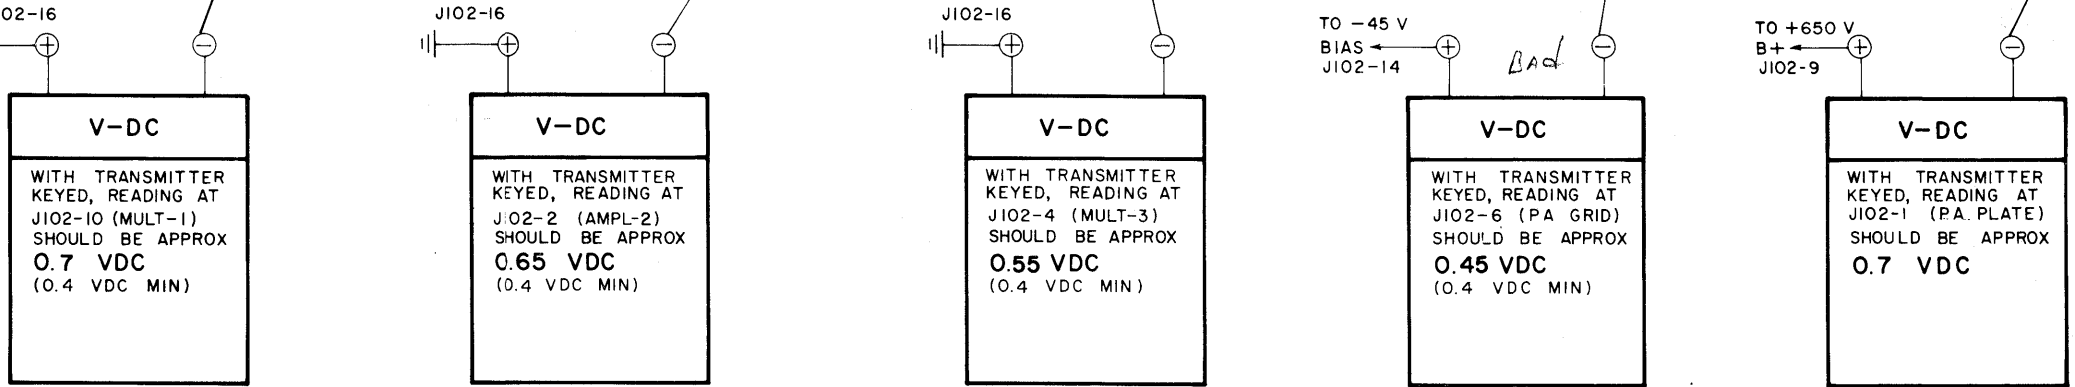 02-16
+
−
V-DC
WITH TRANSMITTER
KEYED, READING AT
J102-10 (MULT-1)
SHOULD BE APPROX
0.7 VDC
(0.4 VDC MIN)
J102-16
+
−
V-DC
WITH TRANSMITTER
KEYED, READING AT
J102-2 (AMPL-2)
SHOULD BE APPROX
0.65 VDC
(0.4 VDC MIN)
J102-16
+
−
V-DC
WITH TRANSMITTER
KEYED, READING AT
J102-4 (MULT-3)
SHOULD BE APPROX
0.55 VDC
(0.4 VDC MIN)
TO −45 V
BIAS
J102-14
+
BAd
−
V-DC
WITH TRANSMITTER
KEYED, READING AT
J102-6 (PA GRID)
SHOULD BE APPROX
0.45 VDC
(0.4 VDC MIN)
TO +650 V
B+
J102-9
+
−
V-DC
WITH TRANSMITTER
KEYED, READING AT
J102-1 (P.A. PLATE)
SHOULD BE APPROX
0.7 VDC